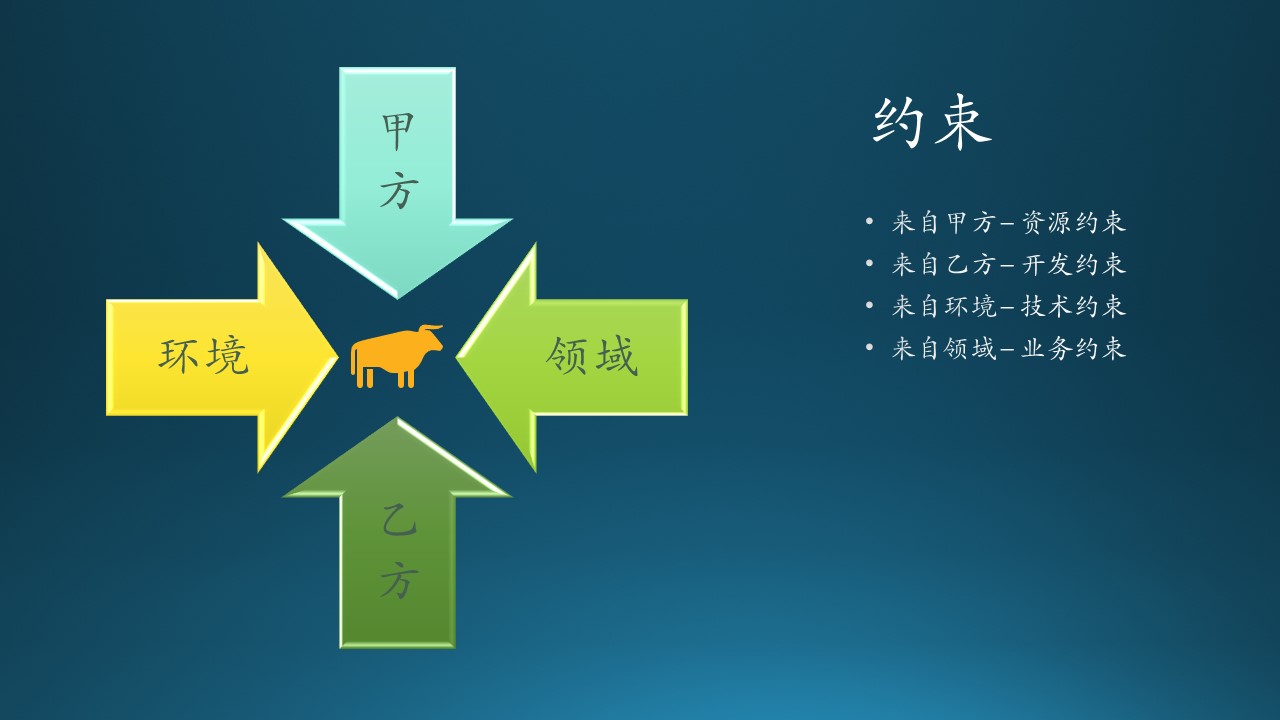 甲
方
环境
领域
乙
方
约束
• 来自甲方– 资源约束
• 来自乙方– 开发约束
• 来自环境– 技术约束
• 来自领域– 业务约束